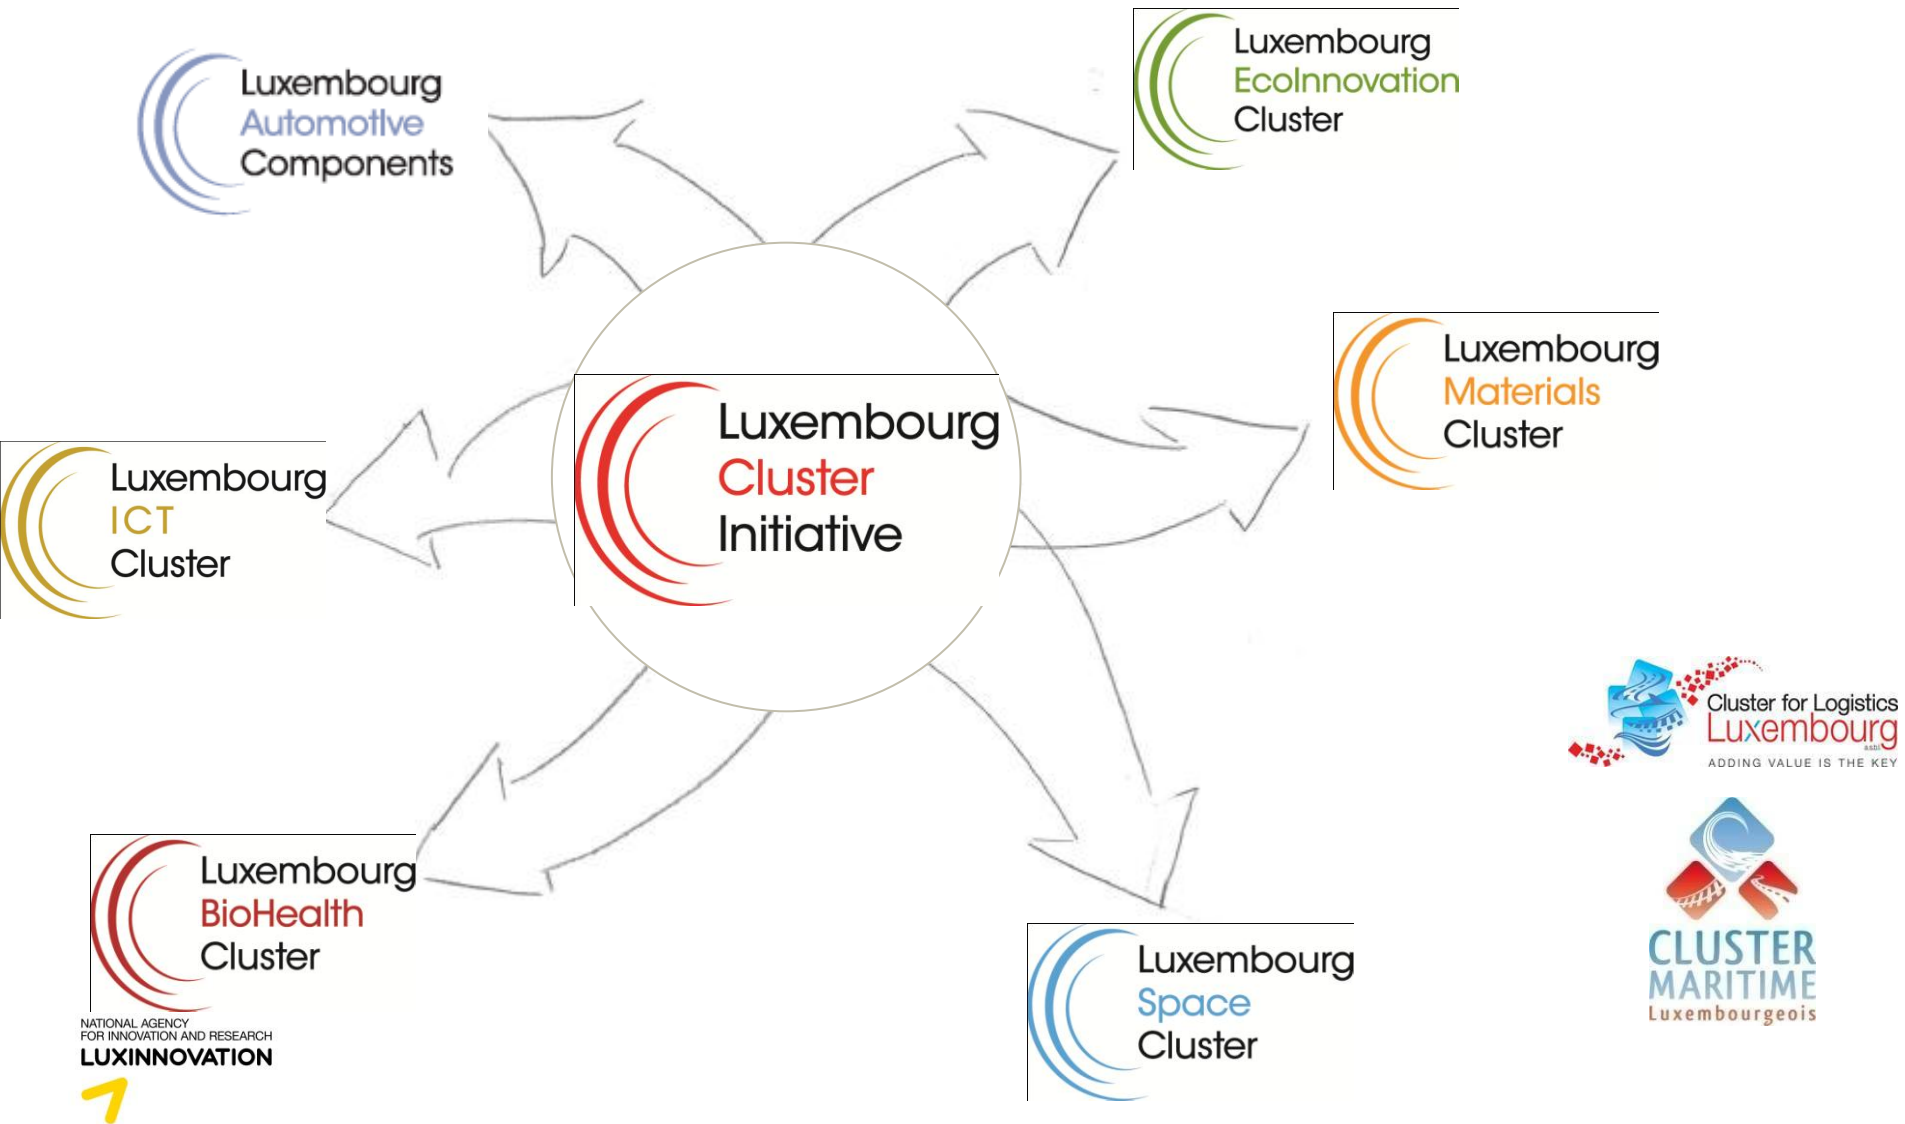 Luxembourg
Automotive
Components
Luxembourg
EcoInnovation
Cluster
Luxembourg
Materials
Cluster
Luxembourg
Cluster
Initiative
Luxembourg
ICT
Cluster
Cluster for Logistics
Luxembourg
a.s.b.l
ADDING VALUE IS THE KEY
Luxembourg
BioHealth
Cluster
CLUSTER
MARITIME
Luxembourgeois
Luxembourg
Space
Cluster
NATIONAL AGENCY
FOR INNOVATION AND RESEARCH
LUXINNOVATION